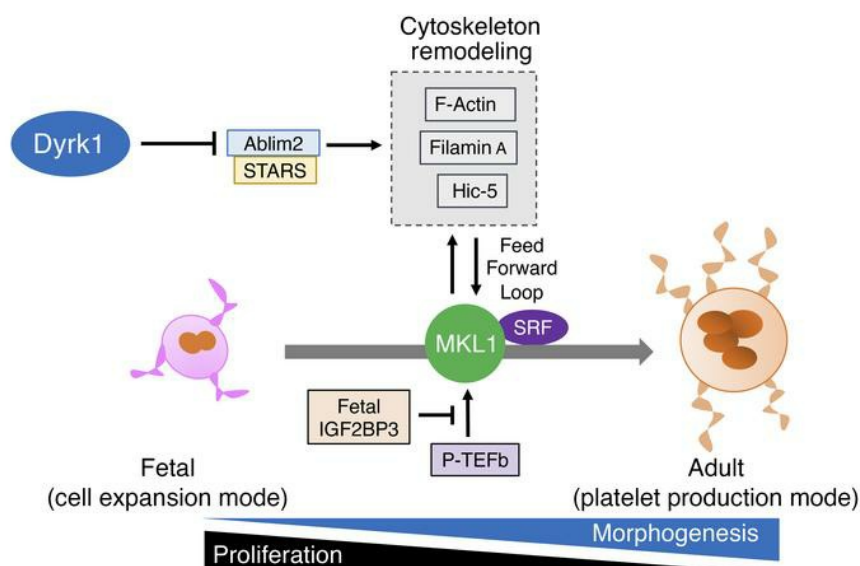 Cytoskeleton
remodeling
F-Actin
Dyrk1
Ablim2
Filamin A
STARS
Hic-5
Feed
Forward
Loop
SRF
MKL1
Fetal
IGF2BP3
P-TEFb
Fetal
(cell expansion mode)
Adult
(platelet production mode)
Morphogenesis
Proliferation